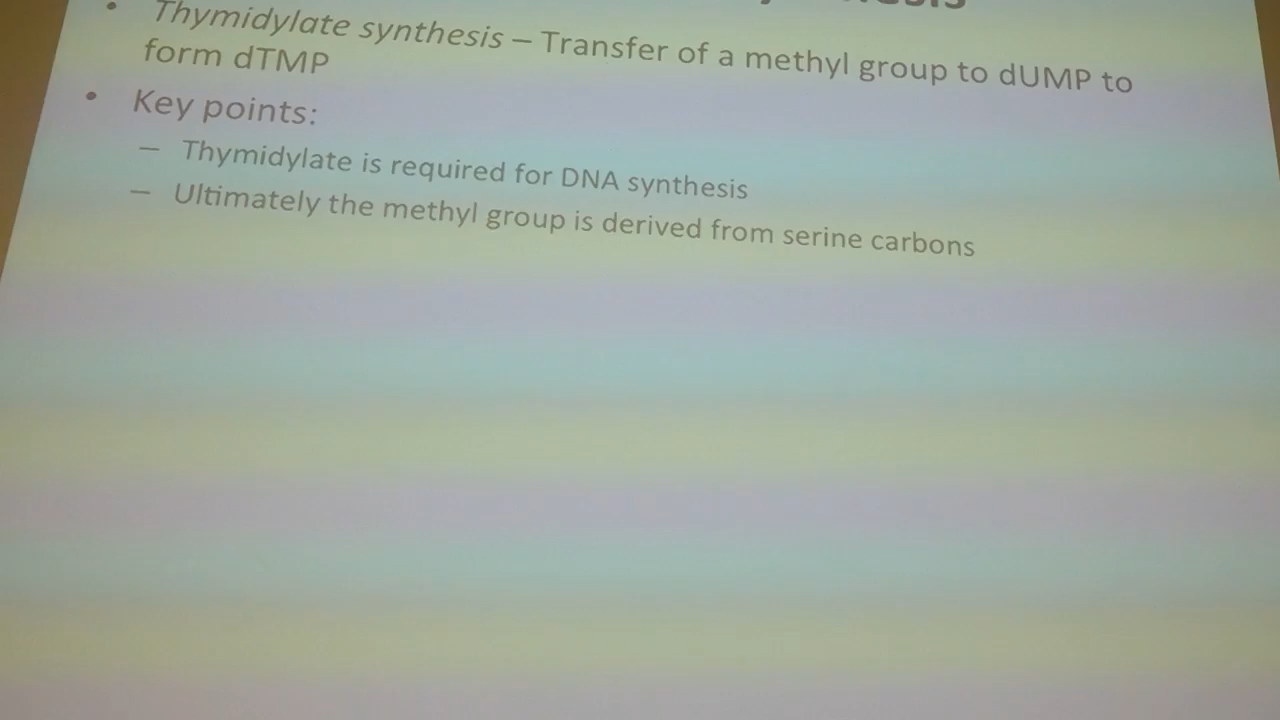 • Thymidylate synthesis – Transfer of a methyl group to dUMP to
form dTMP
• Key points:
– Thymidylate is required for DNA synthesis
– Ultimately the methyl group is derived from serine carbons